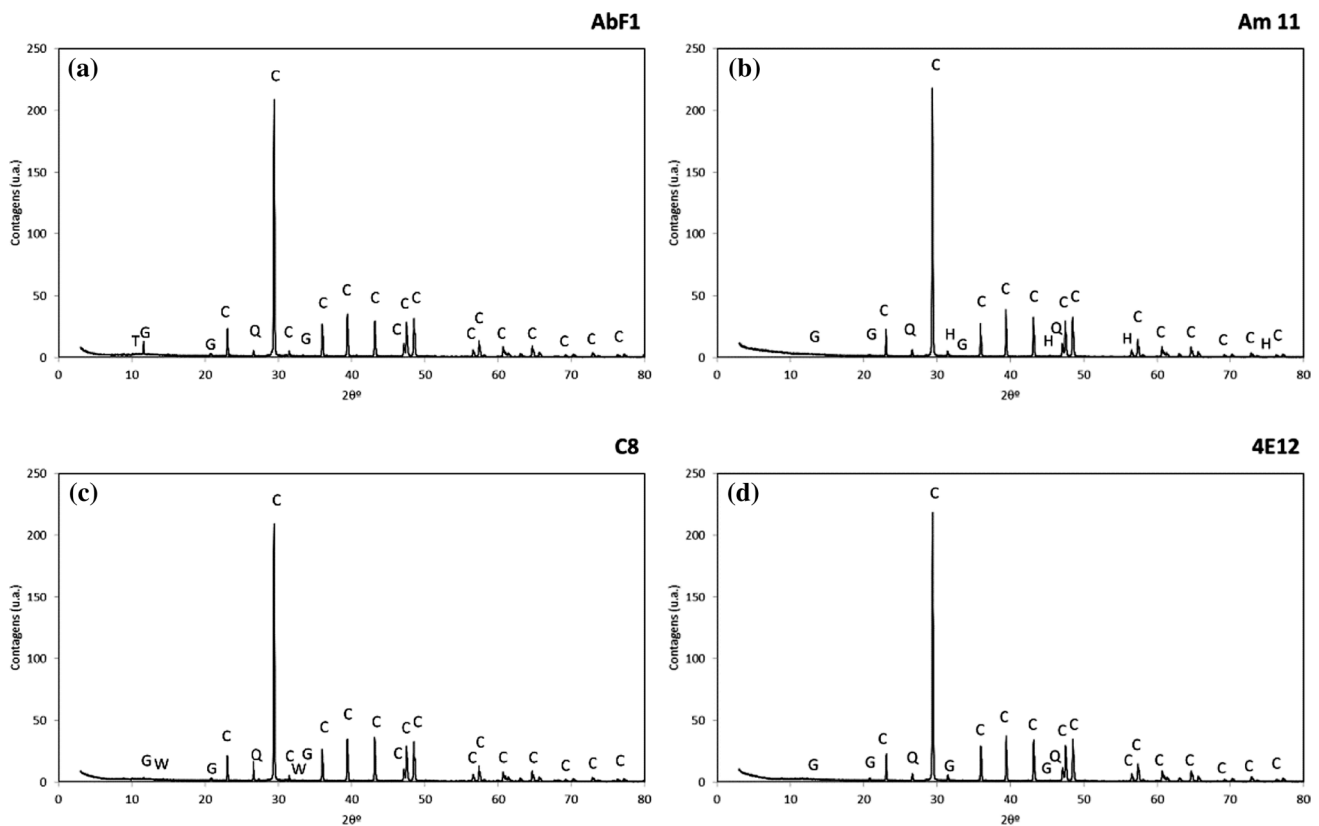 AbF1
(a)
250
200
150
100
50
0
Contagens (u.a.)
C
T G G C Q C G C C C C C C C C C C C C C
0 10 20 30 40 50 60 70 80
2θº
Am 11
(b)
250
200
150
100
50
0
Contagens (u.a.)
C
G G C Q H G C C C H Q C C H C C C C C H C
0 10 20 30 40 50 60 70 80
2θº
C8
(c)
250
200
150
100
50
0
Contagens (u.a.)
C
G W G C Q C W G C C C C C C C C C C C C C
0 10 20 30 40 50 60 70 80
2θº
4E12
(d)
250
200
150
100
50
0
Contagens (u.a.)
C
G G C Q G C C C G Q C C C C C C C C C
0 10 20 30 40 50 60 70 80
2θº